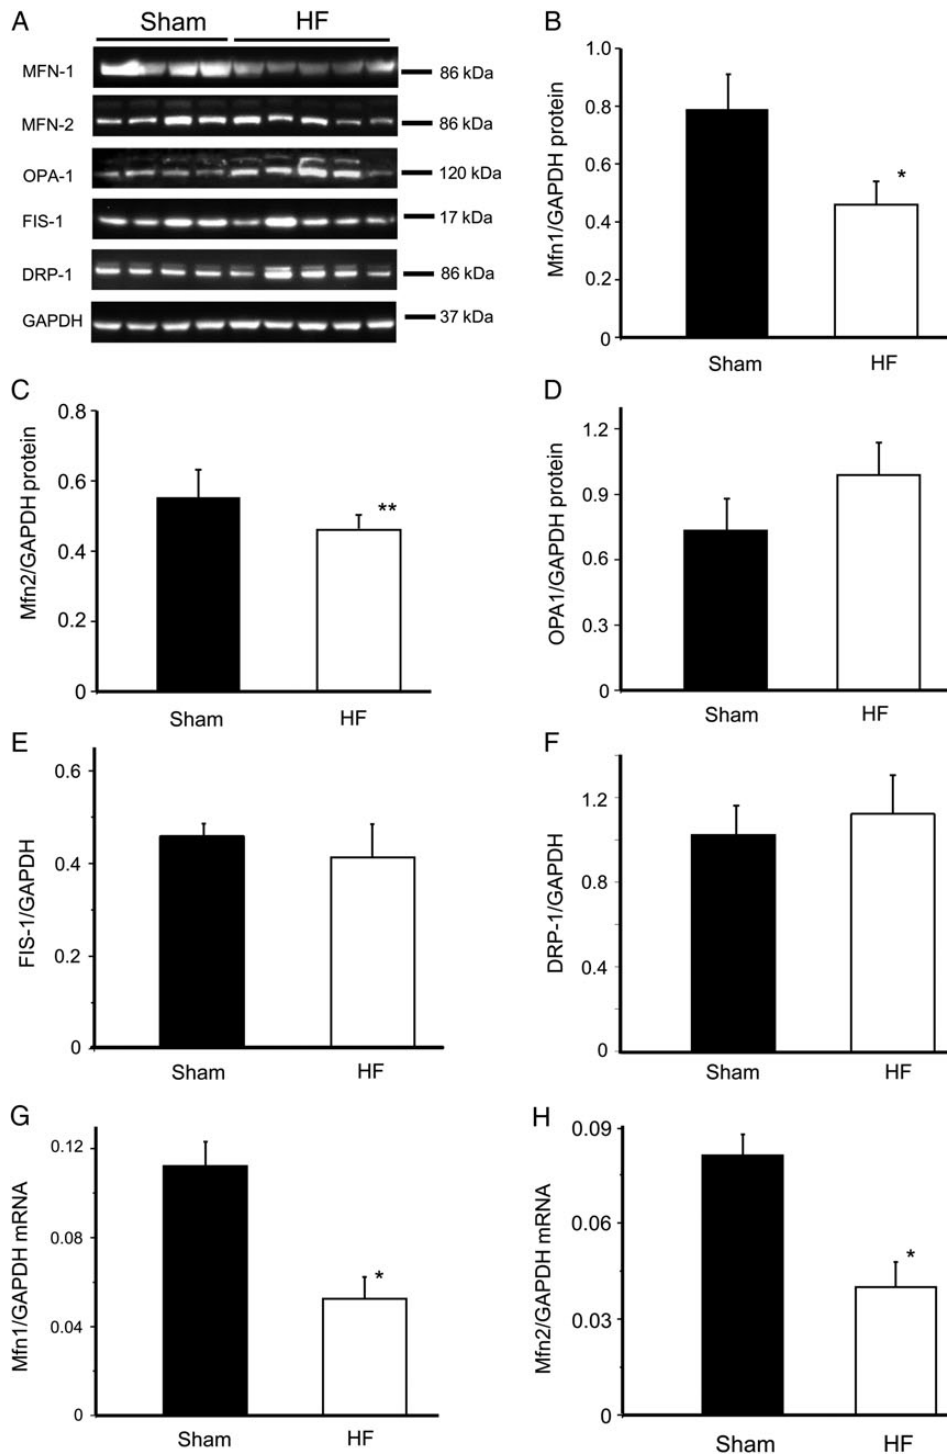 A
Sham HF
MFN-1 86 kDa
MFN-2 86 kDa
OPA-1 120 kDa
FIS-1 17 kDa
DRP-1 86 kDa
GAPDH 37 kDa
B
Mfn1/GAPDH protein
1.0
0.8
0.6
0.4
0.2
0
*
Sham HF
C
Mfn2/GAPDH protein
0.8
0.6
0.4
0.2
0
**
Sham HF
D
OPA1/GAPDH protein
1.2
0.9
0.6
0.3
0
Sham HF
E
FIS-1/GAPDH
0.6
0.4
0.2
0
Sham HF
F
DRP-1/GAPDH
1.2
0.8
0.4
0
Sham HF
G
Mfn1/GAPDH mRNA
0.12
0.08
0.04
0
*
Sham HF
H
Mfn2/GAPDH mRNA
0.09
0.06
0.03
0
*
Sham HF